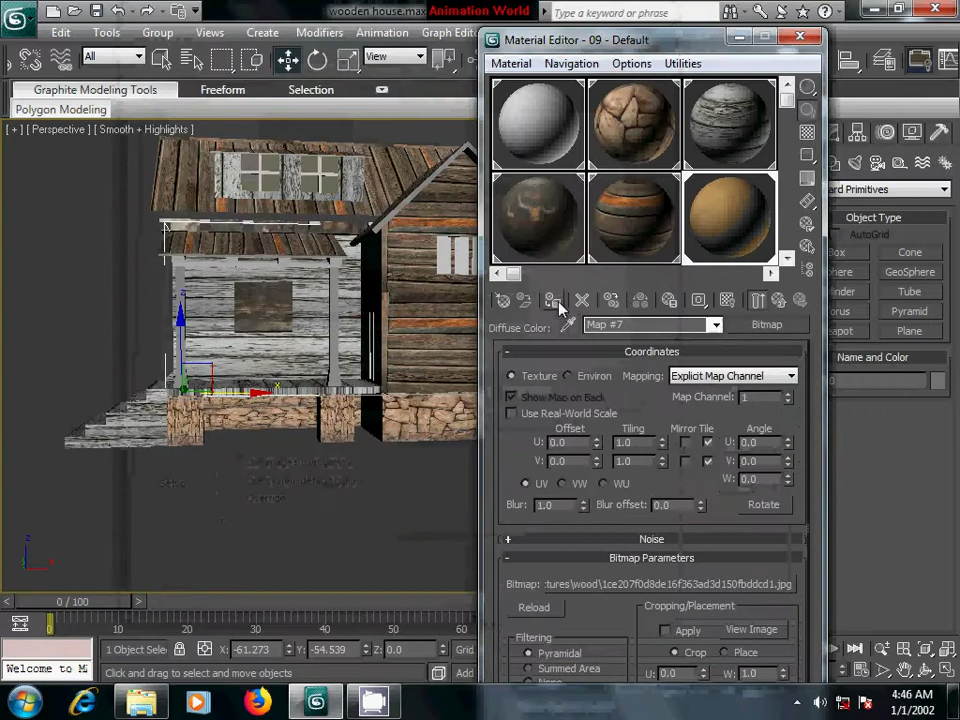 wooden house.max
Animation World
Type a keyword or phrase
Edit Tools Group Views Create Modifiers Animation Graph Editor
All
View
Graphite Modeling Tools Freeform Selection
Polygon Modeling
[ + ] [ Perspective ] [ Smooth + Highlights ]
Material Editor - 09 - Default
Material Navigation Options Utilities
Diffuse Color: Map #7 Bitmap
Coordinates
Texture Environ Mapping: Explicit Map Channel
Show Map on Back Map Channel: 1
Use Real-World Scale
Offset Tiling Mirror Tile Angle
U: 0.0 1.0 U: 0.0
V: 0.0 1.0 V: 0.0
W: 0.0
UV VW WU
Blur: 1.0 Blur offset: 0.0 Rotate
Noise
Bitmap Parameters
Bitmap: :tures\wood\1ce207f0d8de16f363ad3d150fbddcd1.jpg
Reload
Cropping/Placement
Apply View Image
Filtering
Pyramidal
Crop Place
Summed Area
U: 0.0 W: 1.0
ard Primitives
Object Type
AutoGrid
Box Cone
Sphere GeoSphere
linder Tube
orus Pyramid
eapot Plane
Name and Color
Setup
Override
z
x
0 / 100
0 10 20 30 40 50 60
1 Object Sele X: -61.273 Y: -54.539 Z: 0.0 Grid
Welcome to M
Click and drag to select and move objects
4:46 AM
1/1/2002